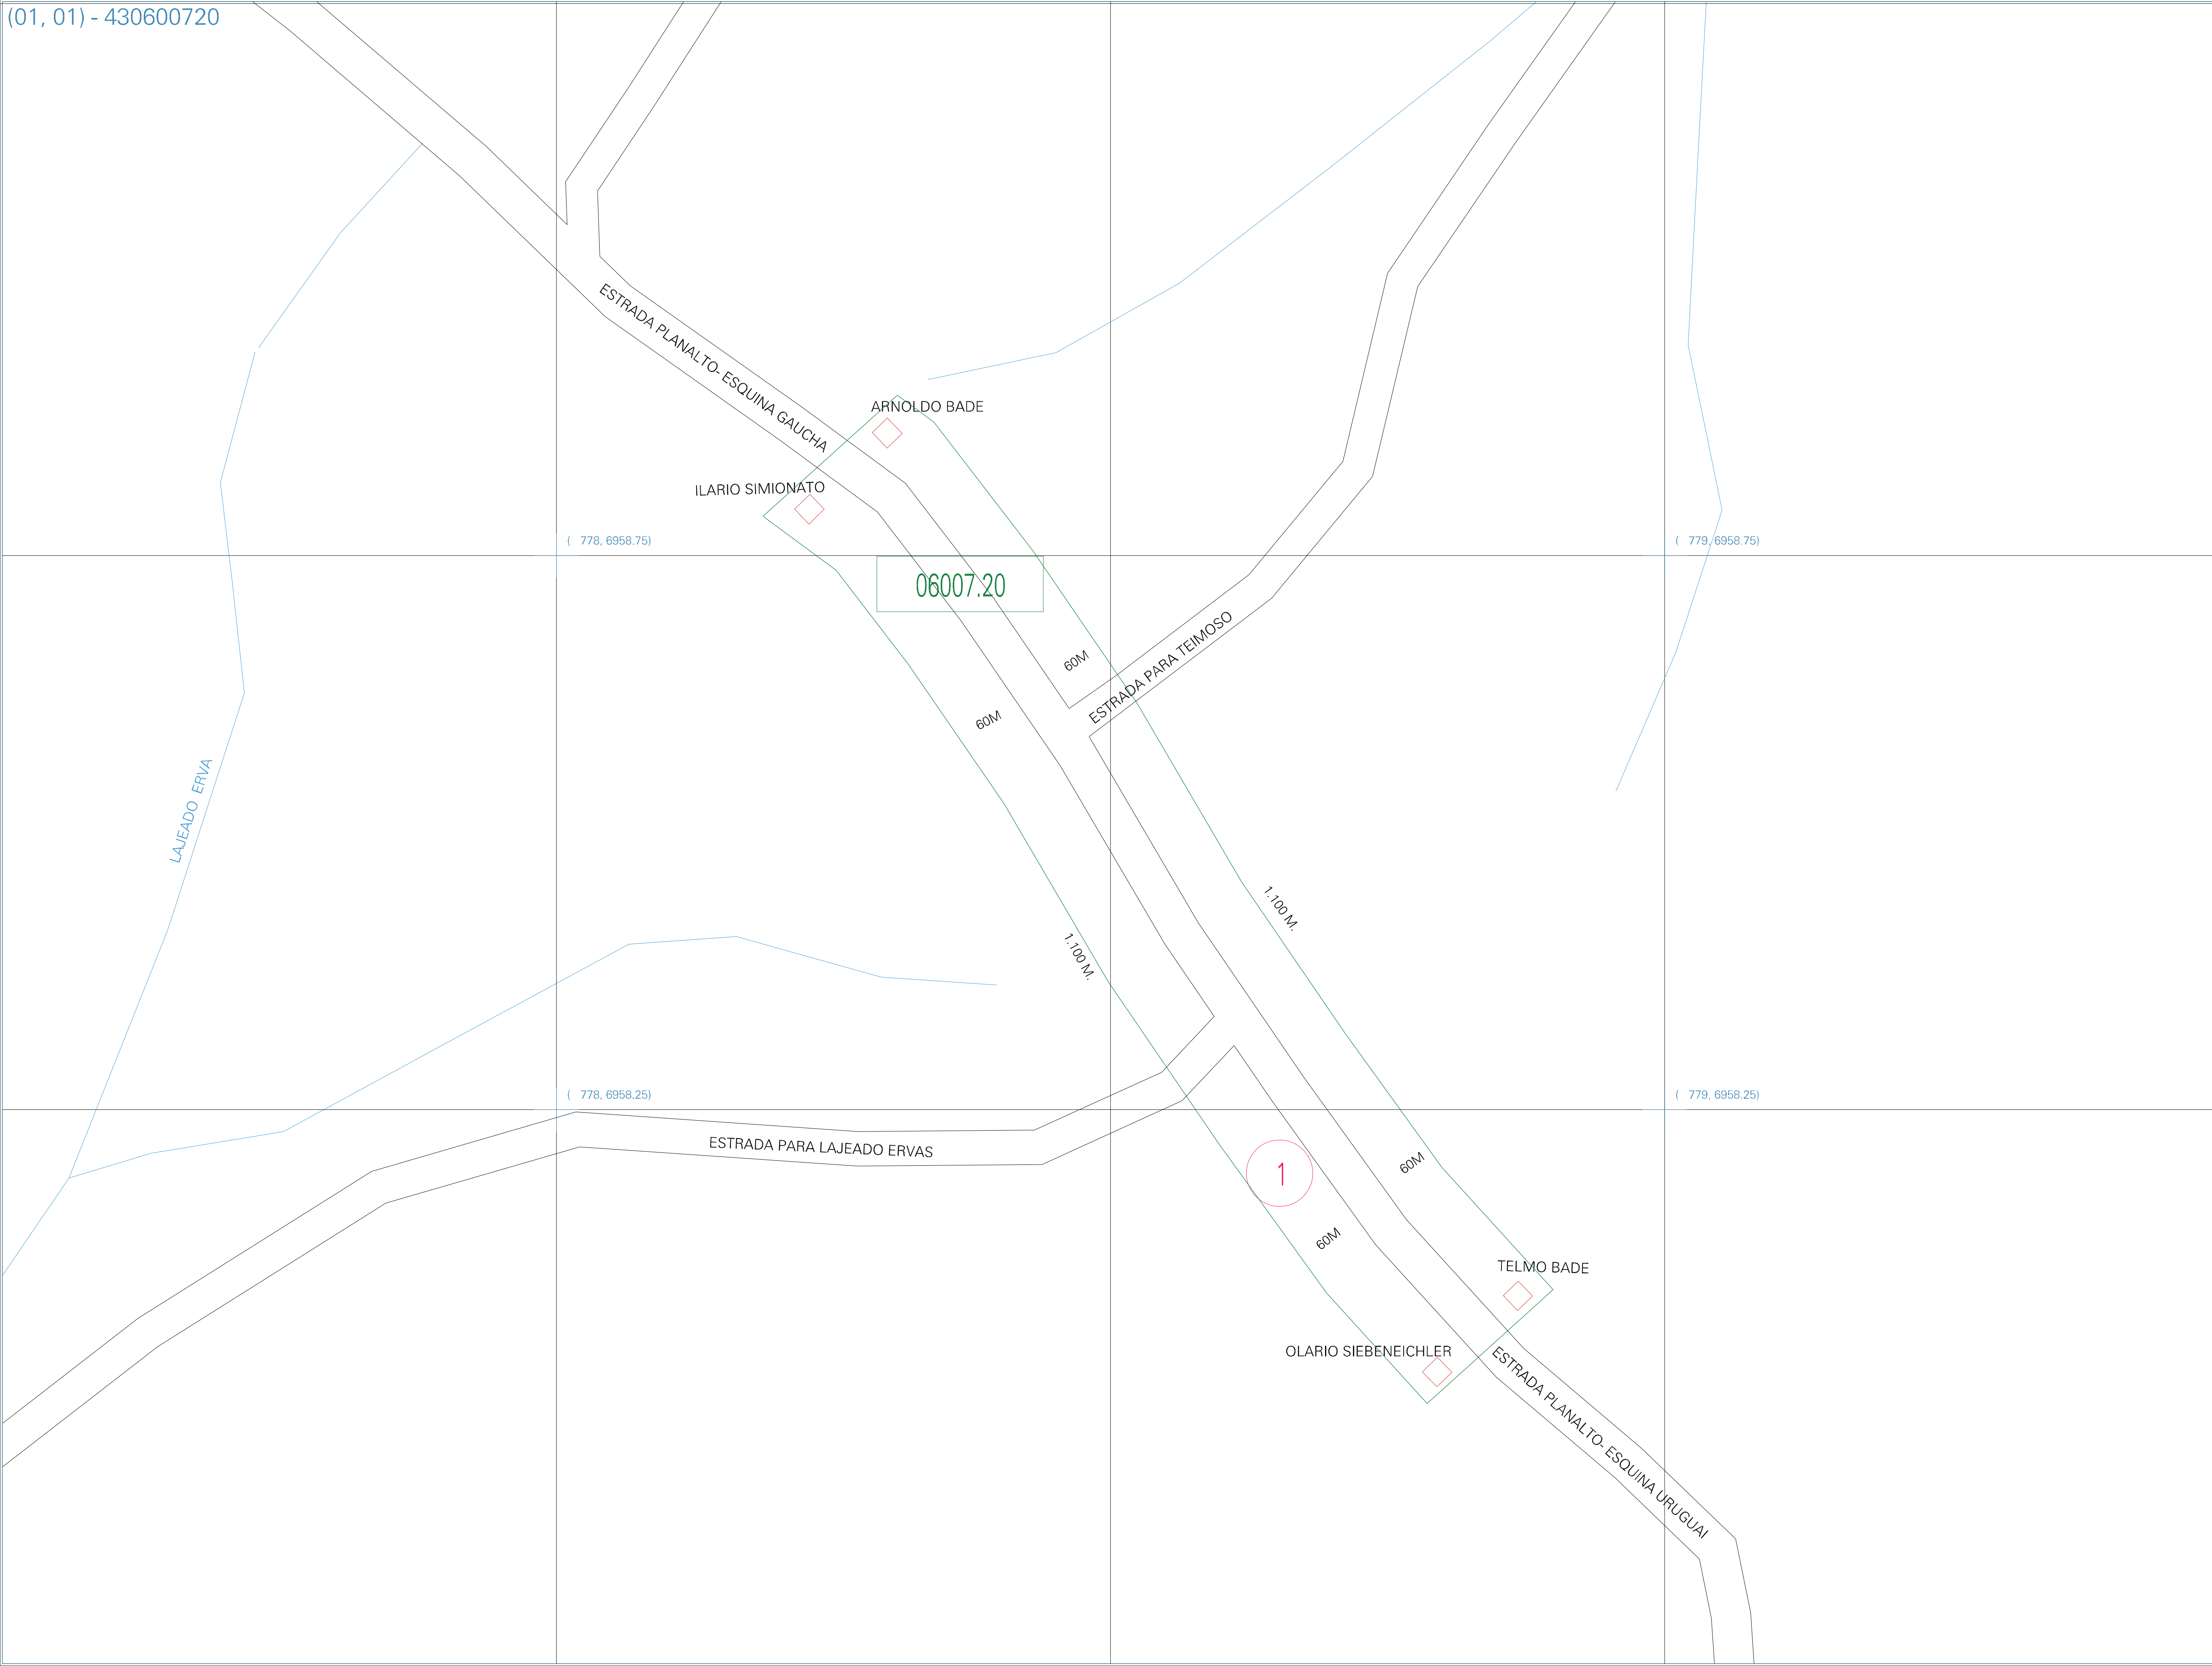 (01, 01) - 430600720
ESTRADA PLANALTO- ESQUINA GAUCHA
ARNOLDO BADE
ILARIO SIMIONATO
( 778, 6958.75)
( 779, 6958.75)
06007.20
60M
ESTRADA PARA TEIMOSO
60M
LAJEADO ERVA
1.100 M.
1.100 M.
( 778, 6958.25)
( 779, 6958.25)
ESTRADA PARA LAJEADO ERVAS
1
60M
60M
TELMO BADE
OLARIO SIEBENEICHLER
ESTRADA PLANALTO- ESQUINA URUGUAI